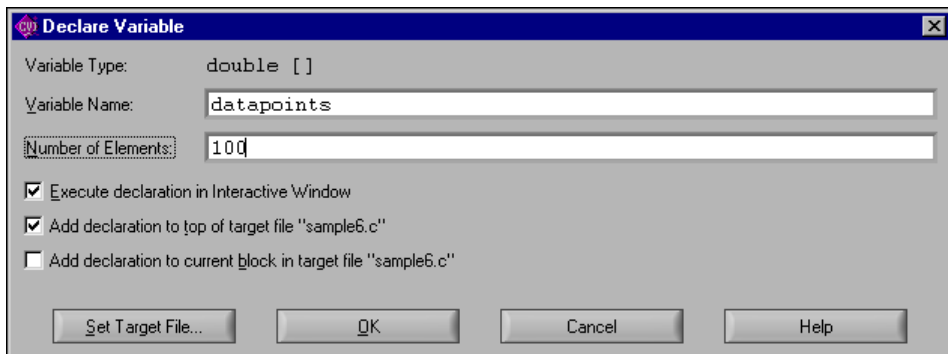 CVI Declare Variable
Variable Type: double []
Variable Name: datapoints
Number of Elements: 100
Execute declaration in Interactive Window
Add declaration to top of target file "sample6.c"
Add declaration to current block in target file "sample6.c"
Set Target File... OK Cancel Help